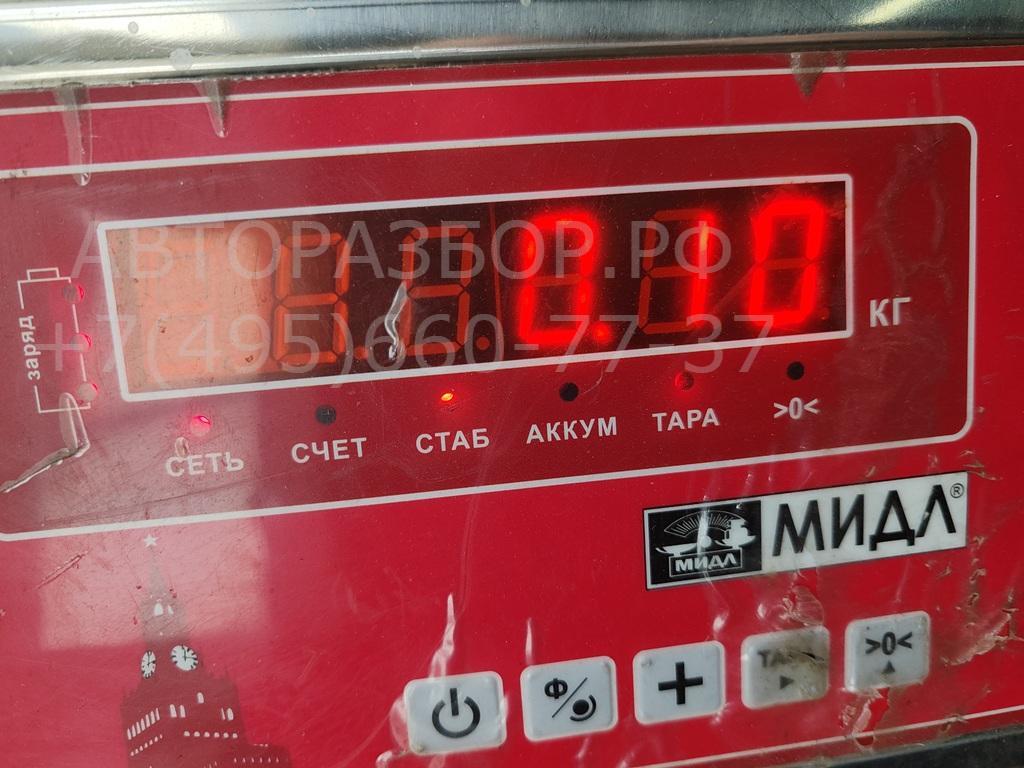 АВТОРАЗБОР.РФ
+7(495)660-77-37
0.10
КГ
заряд
СЕТЬ СЧЕТ СТАБ АККУМ ТАРА >0<
МИДЛ МИДЛ®
Ф + >0<